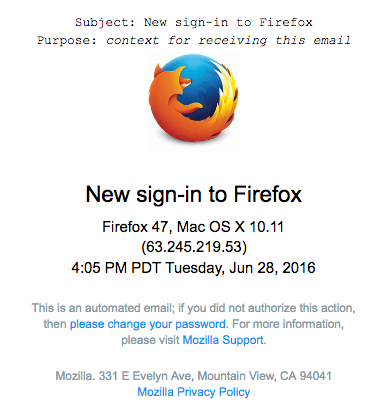 Subject: New sign-in to Firefox
Purpose: context for receiving this email
New sign-in to Firefox
Firefox 47, Mac OS X 10.11
(63.245.219.53)
4:05 PM PDT Tuesday, Jun 28, 2016
This is an automated email; if you did not authorize this action,
then please change your password. For more information,
please visit Mozilla Support.
Mozilla. 331 E Evelyn Ave, Mountain View, CA 94041
Mozilla Privacy Policy